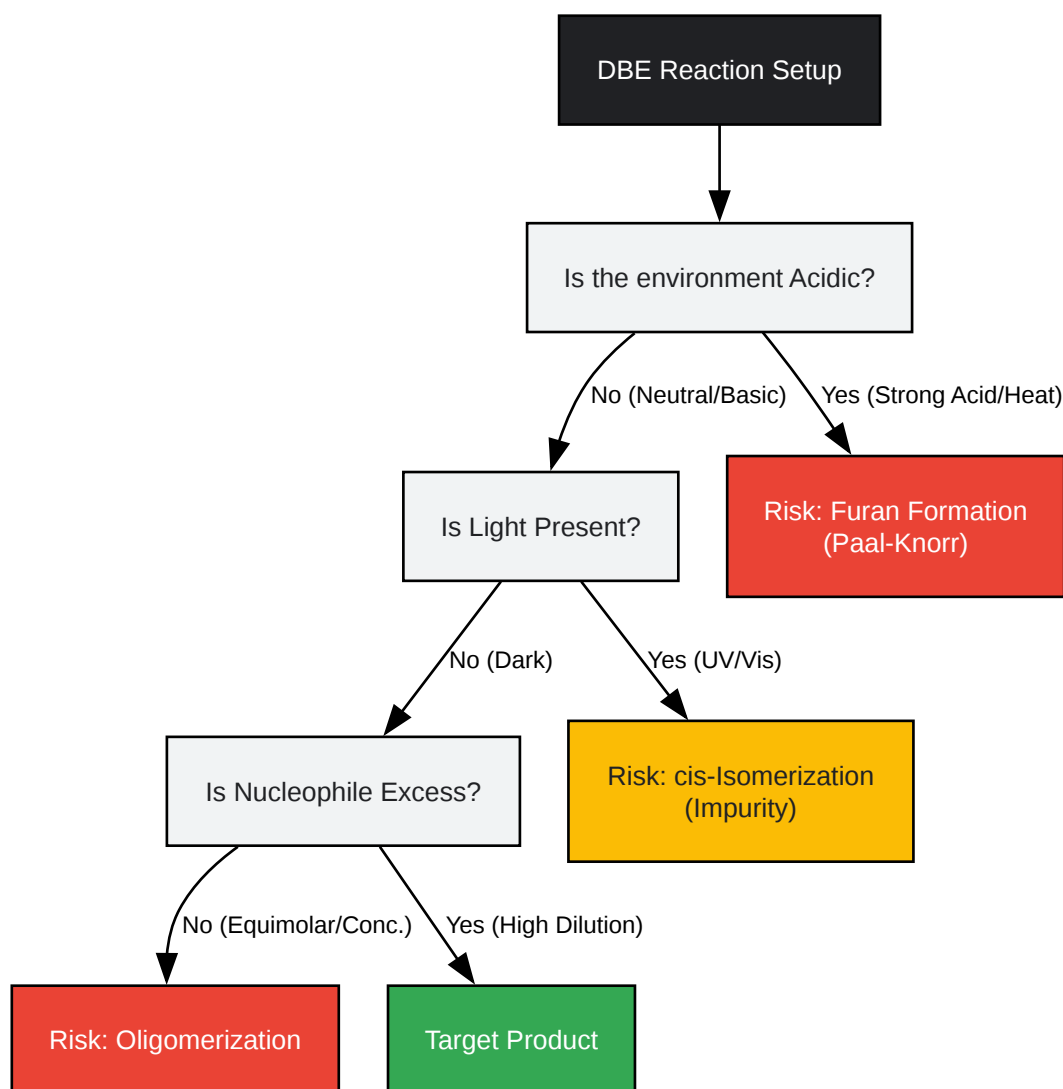 DBE Reaction Setup
Is the environment Acidic?
No (Neutral/Basic)
Yes (Strong Acid/Heat)
Is Light Present?
Risk: Furan Formation
(Paal-Knorr)
No (Dark)
Yes (UV/Vis)
Is Nucleophile Excess?
Risk: cis-Isomerization
(Impurity)
No (Equimolar/Conc.)
Yes (High Dilution)
Risk: Oligomerization
Target Product